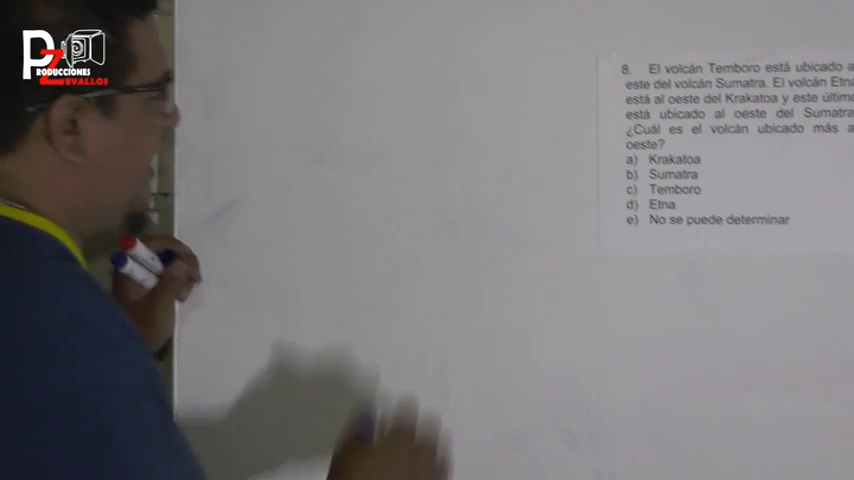 PZ
PRODUCCIONES
ZEVALLOS
8. El volcán Temboro está ubicado a
este del volcán Sumatra. El volcán Etna
está al oeste del Krakatoa y este último
está ubicado al oeste del Sumatra
¿Cuál es el volcán ubicado más a
oeste?
a) Krakatoa
b) Sumatra
c) Temboro
d) Etna
e) No se puede determinar